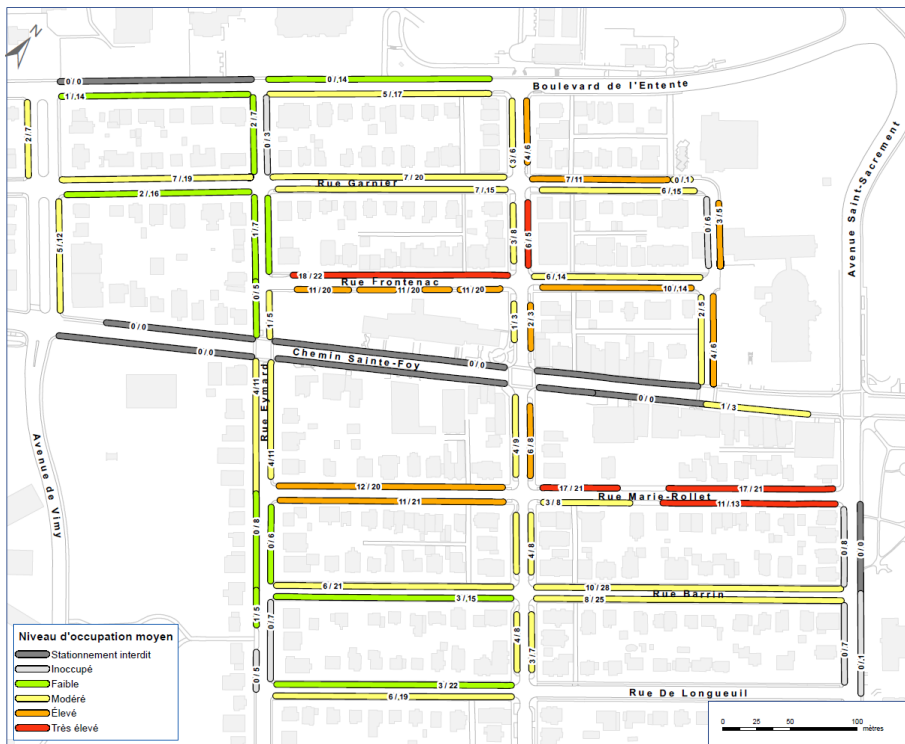 N
0 / 0
0 / ,14
Boulevard de l'Entente
1 / ,14
5 / ,17
2 / 7
2 / 7
0 / 3
3 / 6
4 / 6
7 / ,19
7 / 20
7 / 11
0 / ,1
Rue Garnier
2 / ,16
7 / ,15
6 / ,15
5 / ,12
1 / 7
3 / 8
6 / 5
0 / 6
3 / 5
Avenue Saint-Sacrement
18 / 22
6 / ,14
Rue Frontenac
0 / 5
11 / 20
11 / 20
11 / 20
10 / ,14
1 / 5
1 / 3
2 / 3
2 / 5
4 / 6
0 / 0
0 / 0
Chemin Sainte-Foy
0 / 0
0 / 0
1 / 3
4 / 11
Rue Eymard
4 / 11
4 / 9
6 / 8
Avenue de Vimy
12 / 20
17 / 21
17 / 21
Rue Marie-Rollet
11 / 21
3 / 8
11 / 13
0 / 8
0 / 6
4 / 8
0 / 8
0 / 0
6 / 21
10 / 28
Rue Barrin
3 / ,15
8 / 25
1 / 5
0 / 7
4 / 8
3 / 7
0 / 7
0 / ,1
0 / 5
3 / 22
Rue De Longueuil
6 / ,19
Niveau d'occupation moyen
Stationnement interdit
Inoccupé
Faible
Modéré
Élevé
Très élevé
0 25 50 100
mètres